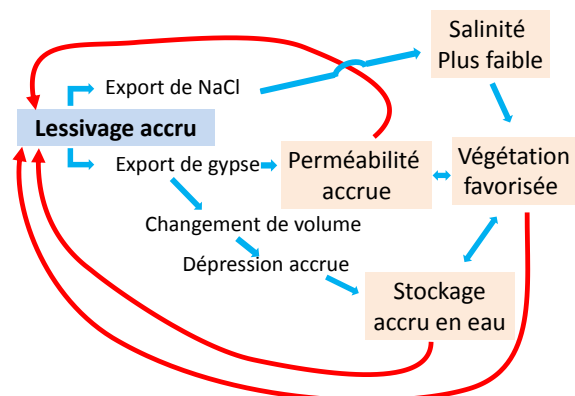 Salinité
Plus faible
Export de NaCl
Lessivage accru
Export de gypse
Perméabilité
accrue
Végétation
favorisée
Changement de volume
Dépression accrue
Stockage
accru en eau